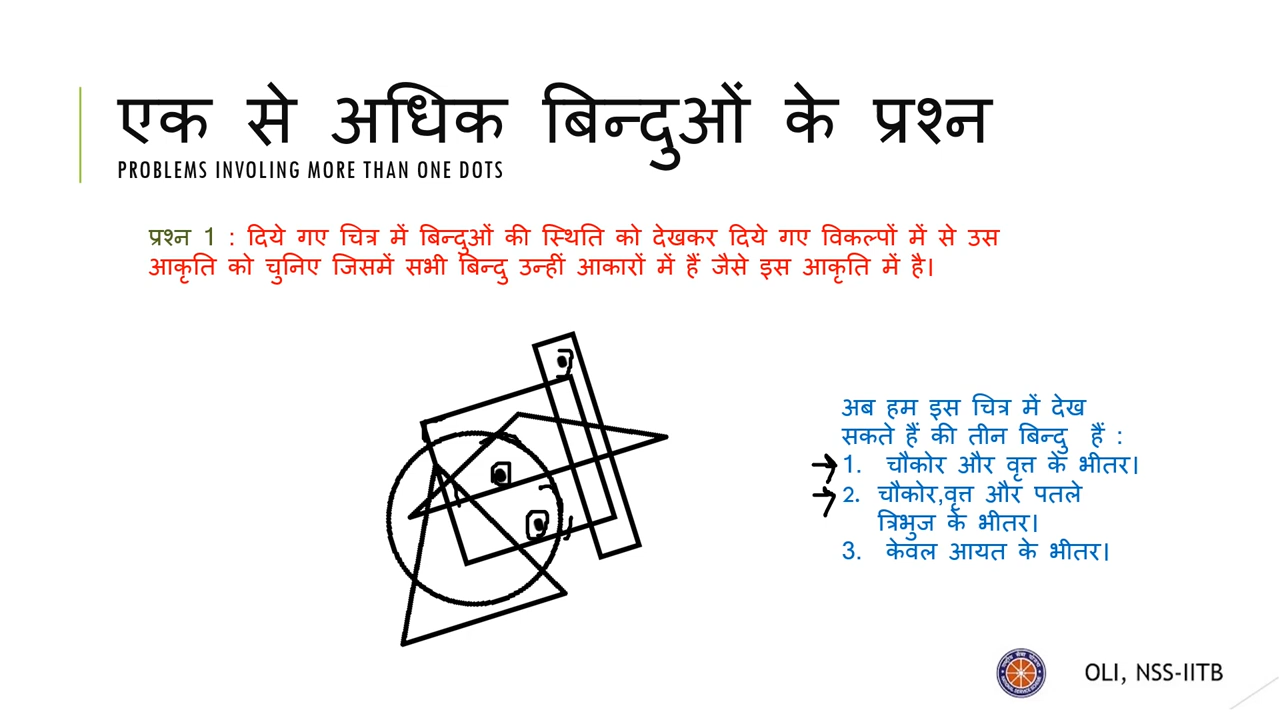 एक से अधिक बिन्दुओं के प्रश्न
PROBLEMS INVOLING MORE THAN ONE DOTS
प्रश्न 1 : दिये गए चित्र में बिन्दुओं की स्थिति को देखकर दिये गए विकल्पों में से उस
आकृति को चुनिए जिसमें सभी बिन्दु उन्हीं आकारों में हैं जैसे इस आकृति में है।
अब हम इस चित्र में देख
सकते हैं की तीन बिन्दु हैं :
1. चौकोर और वृत्त के भीतर।
2. चौकोर,वृत्त और पतले
त्रिभुज के भीतर।
3. केवल आयत के भीतर।
OLI, NSS-IITB